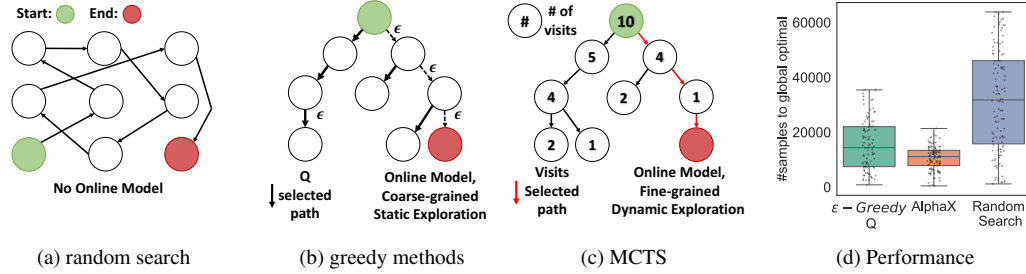 Start: End:
No Online Model
(a) random search
ϵ
ϵ
ϵ
ϵ
Q
selected
path
Online Model,
Coarse-grained
Static Exploration
(b) greedy methods
# # of
visits
10
5 4
4 2 1
2 1
Visits
Selected
path
Online Model,
Fine-grained
Dynamic Exploration
(c) MCTS
#samples to global optimal
60000
40000
20000
0
ε − Greedy
Q
AlphaX
Random
Search
(d) Performance